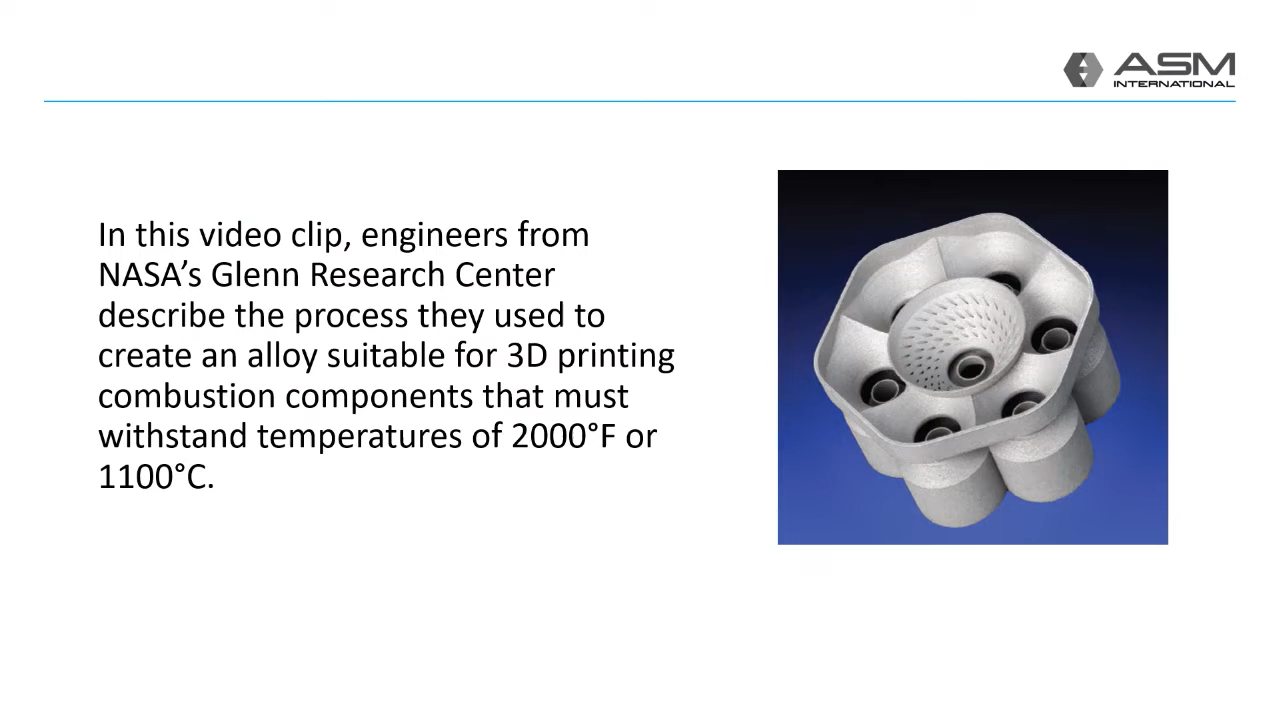 ASM
INTERNATIONAL
In this video clip, engineers from
NASA’s Glenn Research Center
describe the process they used to
create an alloy suitable for 3D printing
combustion components that must
withstand temperatures of 2000°F or
1100°C.